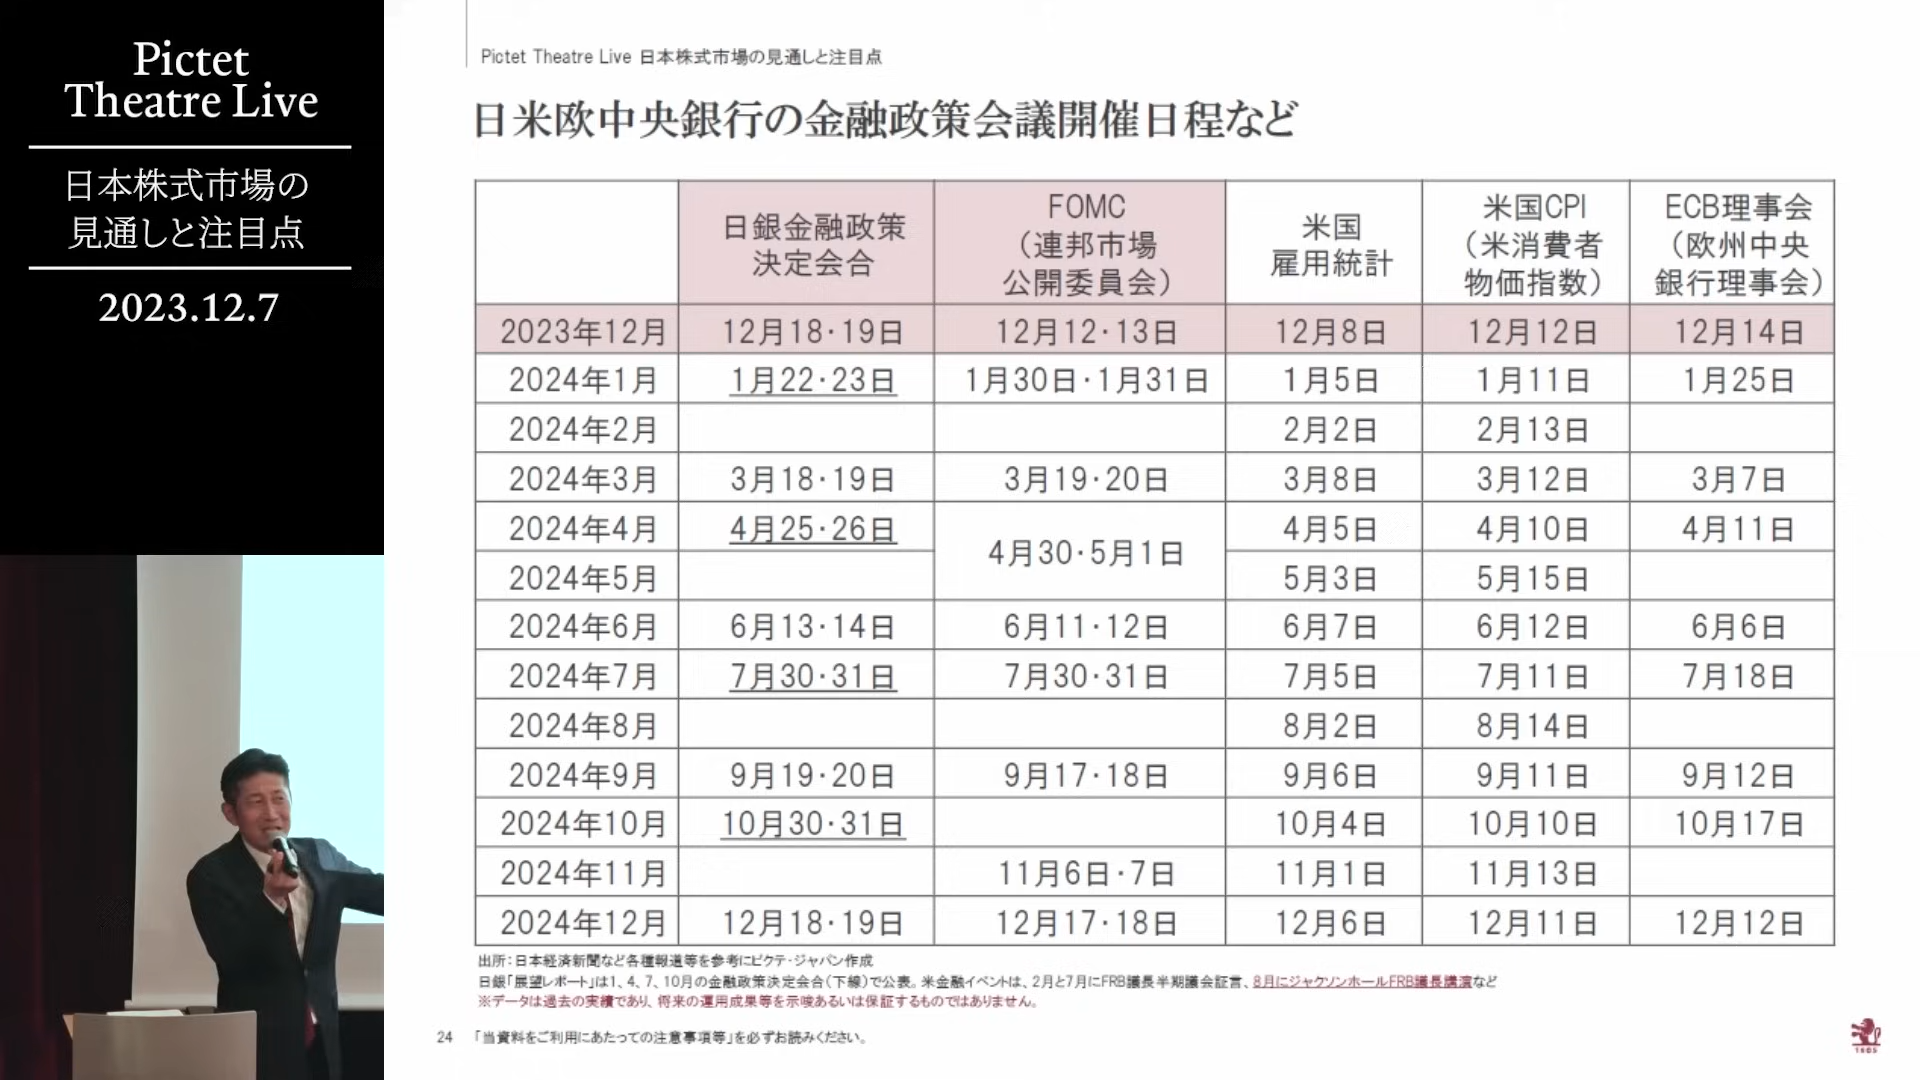 Pictet
Theatre Live
日本株式市場の
見通しと注目点
2023.12.7
Pictet Theatre Live 日本株式市場の見通しと注目点
日米欧中央銀行の金融政策会議開催日程など
日銀金融政策
決定会合
FOMC
（連邦市場
公開委員会）
米国
雇用統計
米国CPI
（米消費者
物価指数）
ECB理事会
（欧州中央
銀行理事会）
2023年12月 12月18･19日 12月12･13日 12月8日 12月12日 12月14日
2024年1月 1月22･23日 1月30日･1月31日 1月5日 1月11日 1月25日
2024年2月 2月2日 2月13日
2024年3月 3月18･19日 3月19･20日 3月8日 3月12日 3月7日
2024年4月 4月25･26日 4月30･5月1日 4月5日 4月10日 4月11日
2024年5月 5月3日 5月15日
2024年6月 6月13･14日 6月11･12日 6月7日 6月12日 6月6日
2024年7月 7月30･31日 7月30･31日 7月5日 7月11日 7月18日
2024年8月 8月2日 8月14日
2024年9月 9月19･20日 9月17･18日 9月6日 9月11日 9月12日
2024年10月 10月30･31日 10月4日 10月10日 10月17日
2024年11月 11月6日･7日 11月1日 11月13日
2024年12月 12月18･19日 12月17･18日 12月6日 12月11日 12月12日
出所：日本経済新聞など各種報道等を参考にピクテ･ジャパン作成
日銀「展望レポート」は1、4、7、10月の金融政策決定会合（下線）で公表。米金融イベントは、2月と7月にFRB議長半期議会証言、8月にジャクソンホールFRB議長講演など
※データは過去の実績であり、将来の運用成果等を示唆あるいは保証するものではありません。
24 「当資料をご利用にあたっての注意事項等」を必ずお読みください。
1805